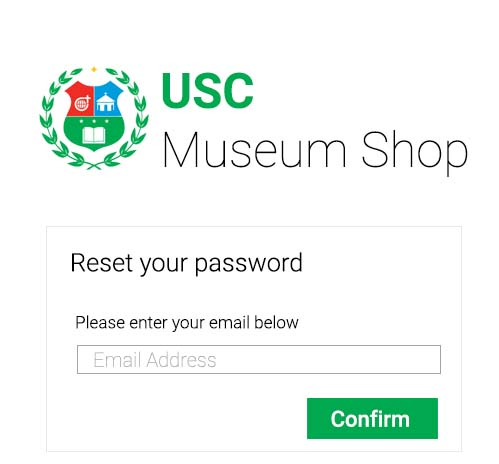 USC
Museum Shop
Reset your password
Please enter your email below
Email Address
Confirm